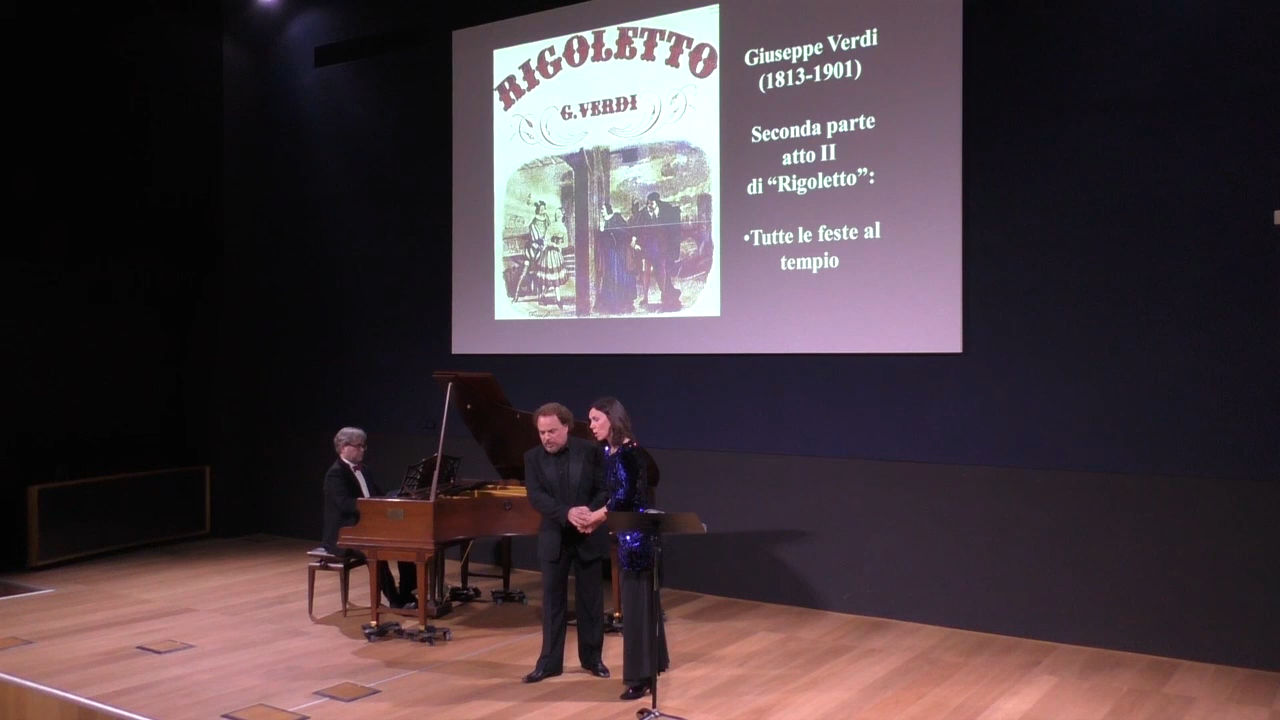 RIGOLETTO
G. VERDI
Giuseppe Verdi
(1813-1901)
Seconda parte
atto II
di “Rigoletto”:
•Tutte le feste al
tempio